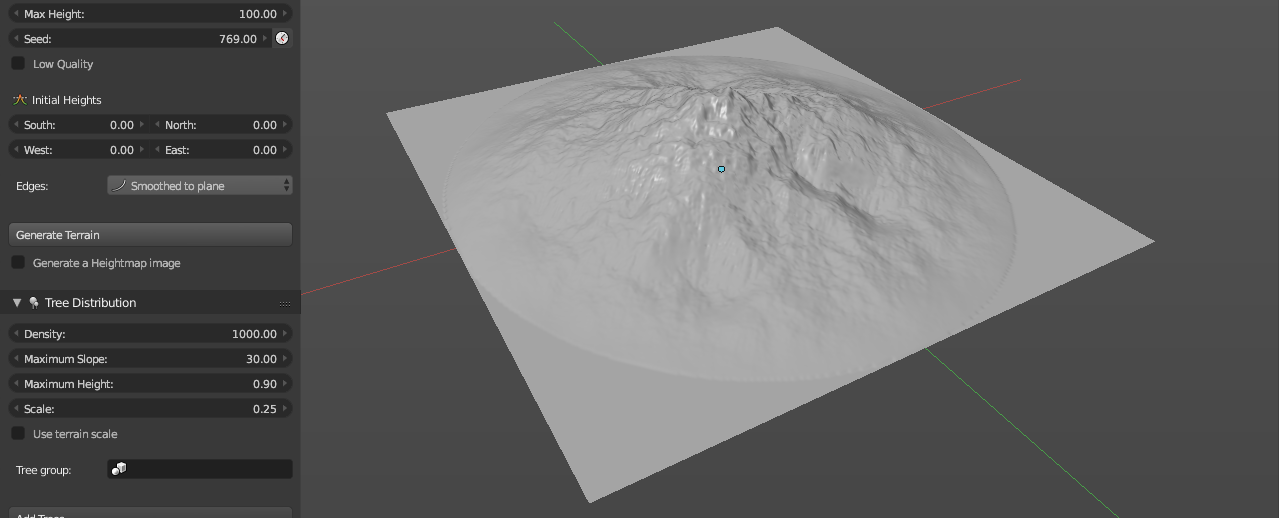 Max Height: 100.00
Seed: 769.00
Low Quality
Initial Heights
South: 0.00 North: 0.00
West: 0.00 East: 0.00
Edges: Smoothed to plane
Generate Terrain
Generate a Heightmap image
Tree Distribution
Density: 1000.00
Maximum Slope: 30.00
Maximum Height: 0.90
Scale: 0.25
Use terrain scale
Tree group:
Add Trees